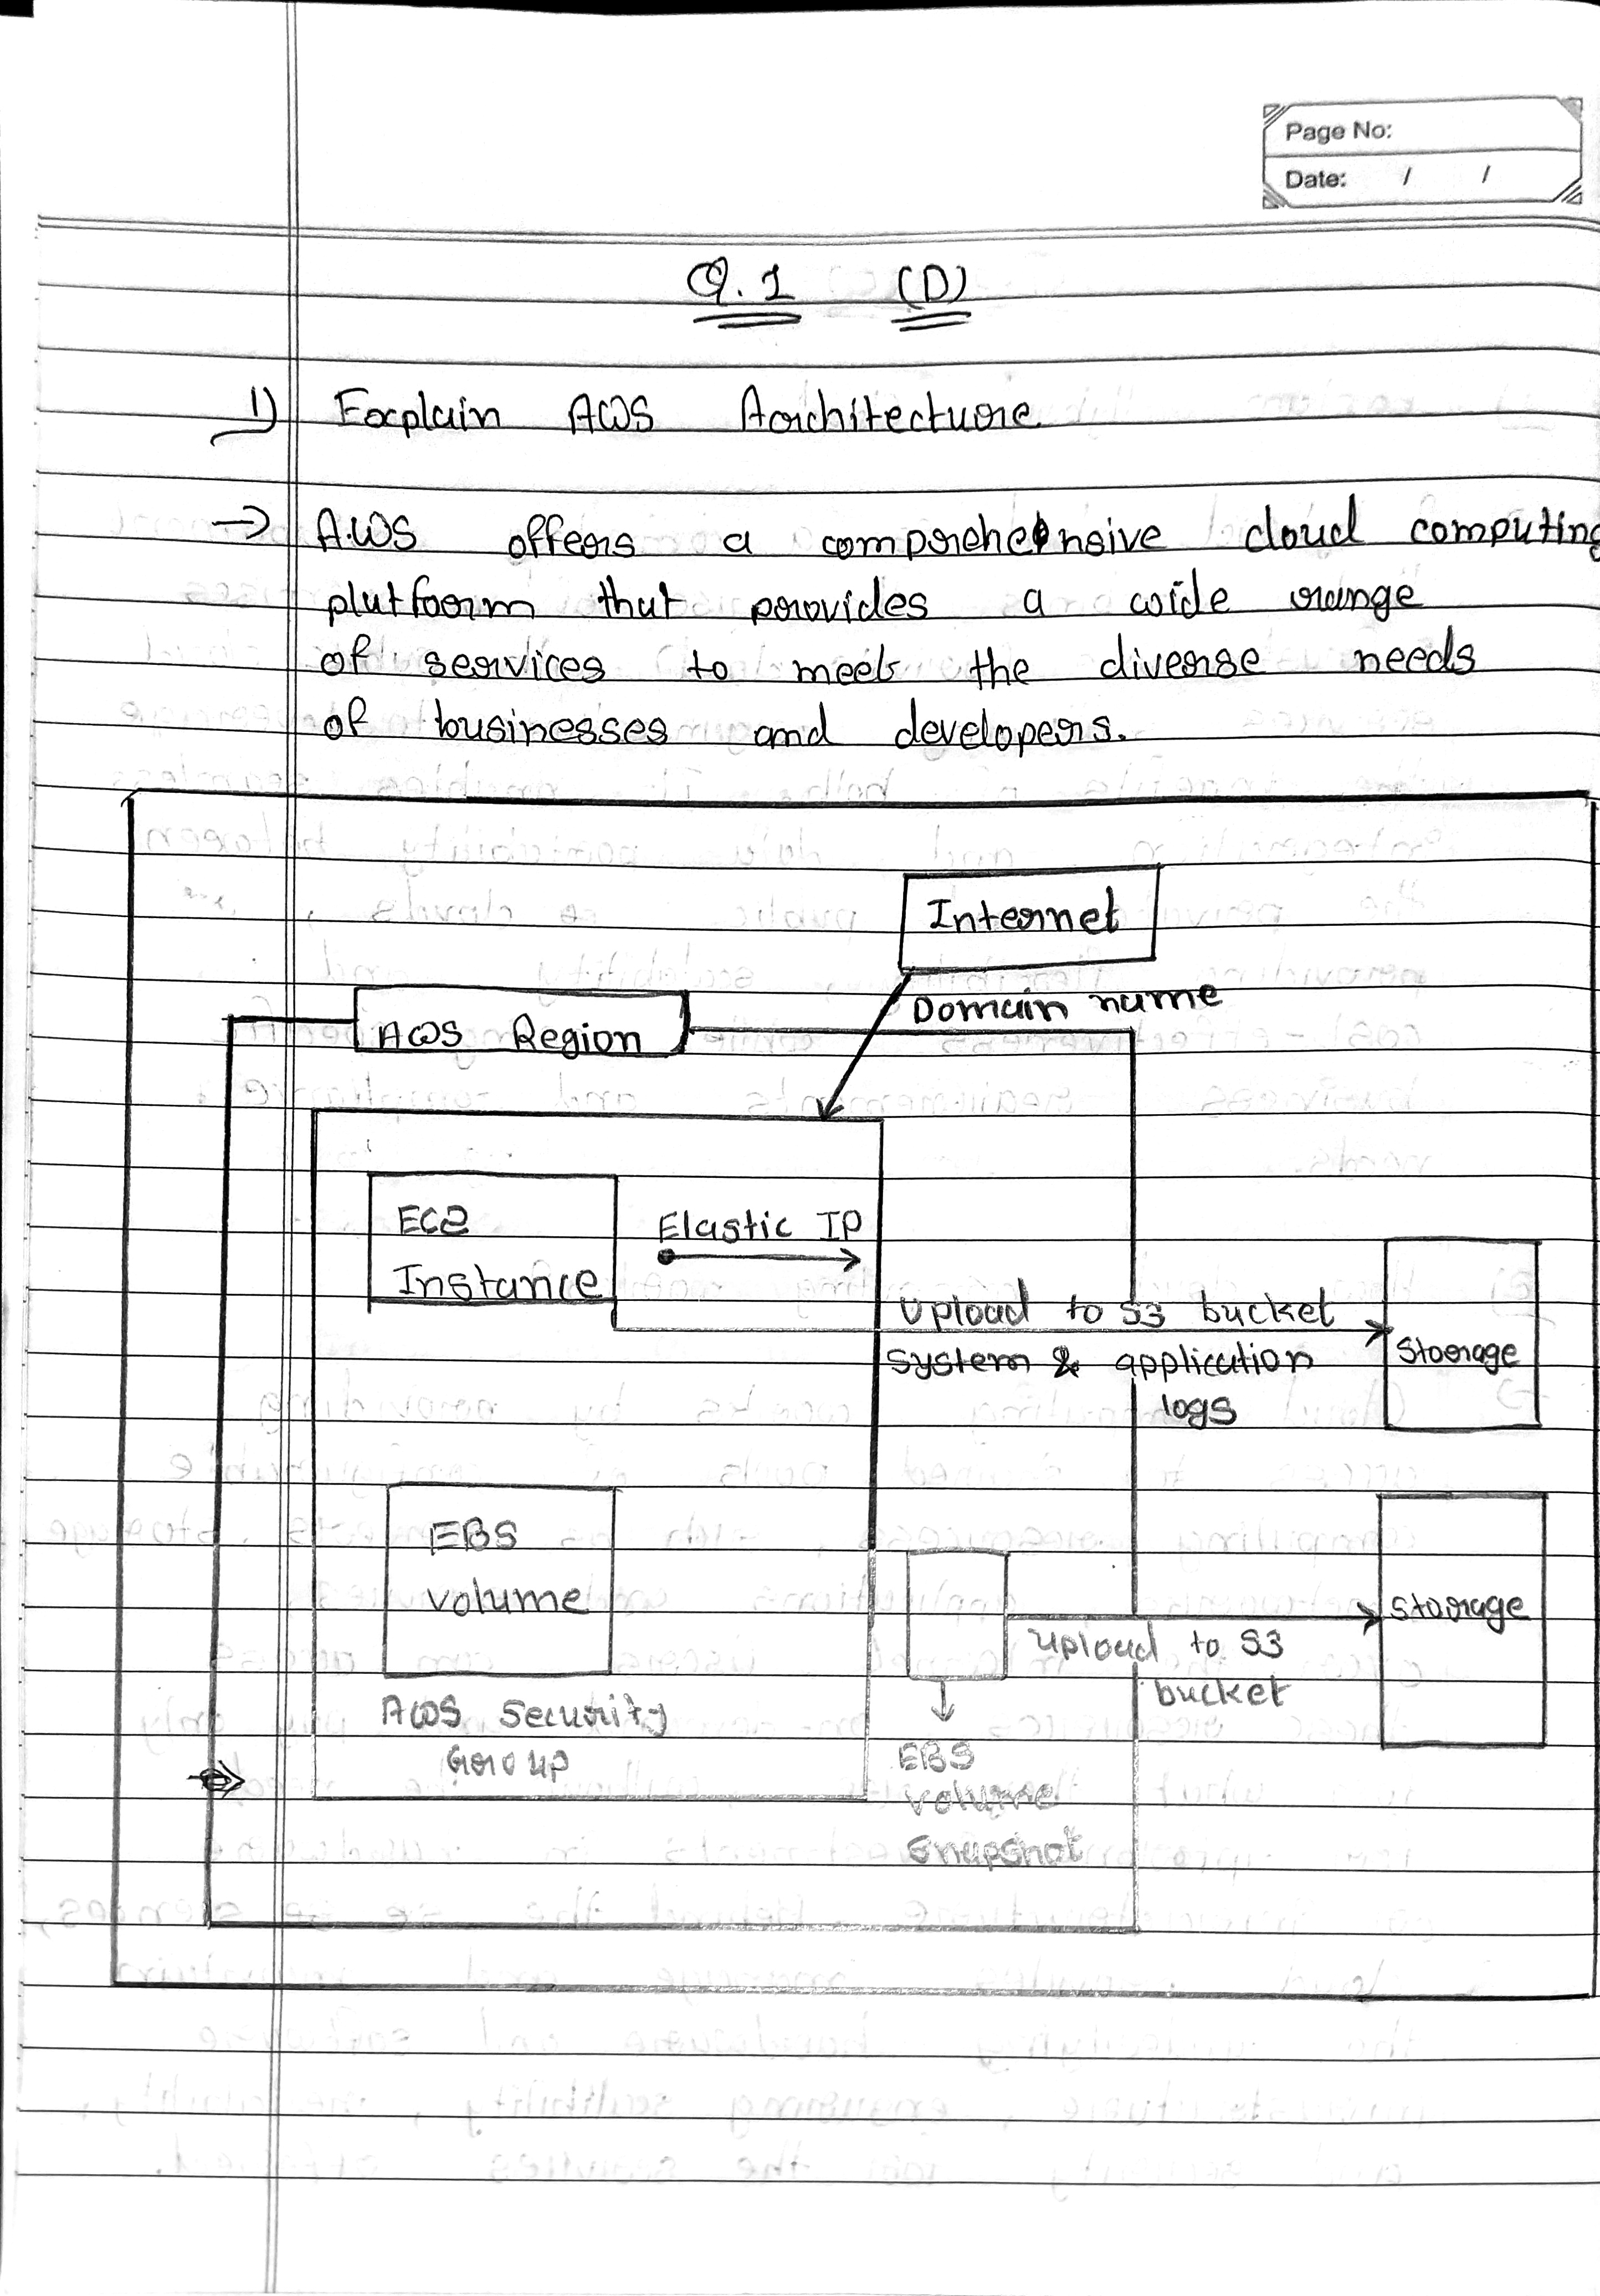 Page No:
Date: / /
Q.1 (D)
1) Explain AWS Architecture
→ AWS offers a comprehensive cloud computing
platform that provides a wide range
of services to meet the diverse needs
of businesses and developers.
Internet
Domain name
AWS Region
EC2
Instance
Elastic IP
Upload to S3 bucket
system & application
logs
Storage
EBS
volume
AWS Security
Group
Upload to S3
bucket
Storage
EBS
volume
snapshot